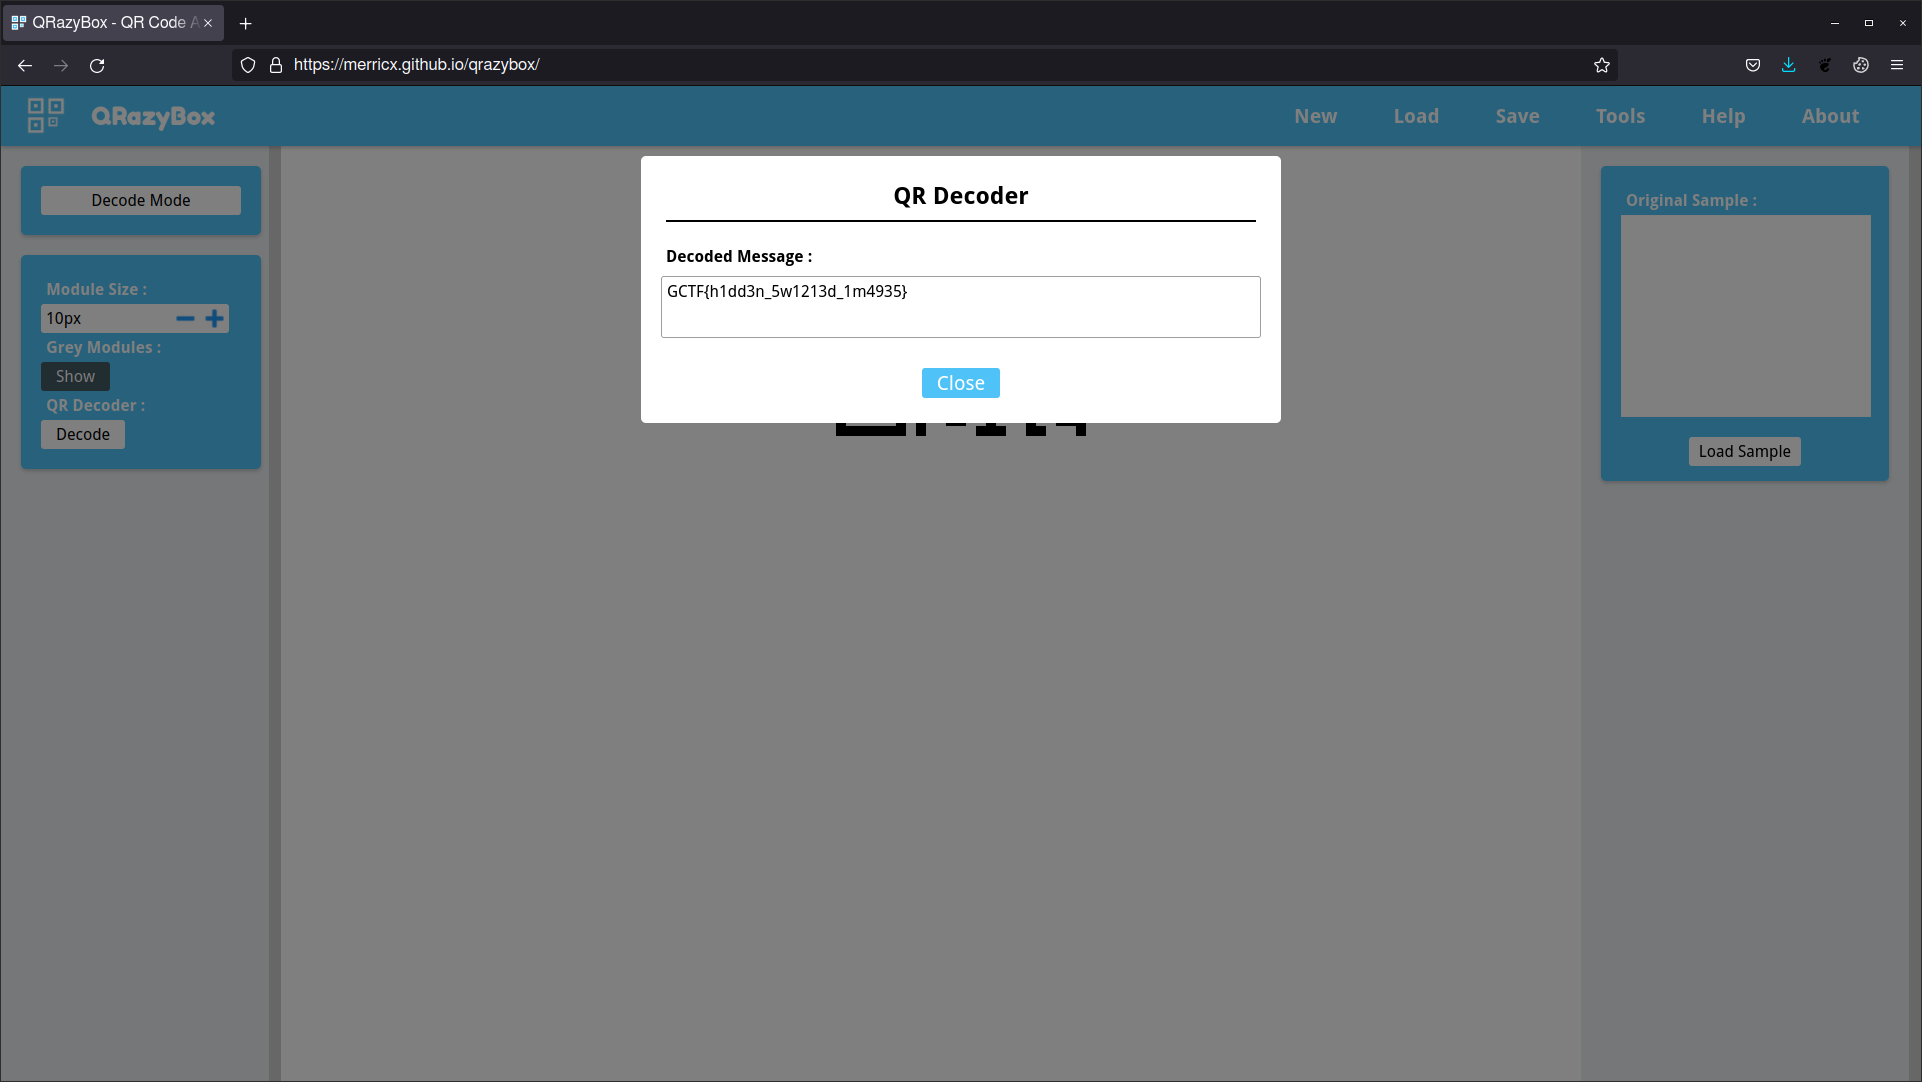 QRazyBox - QR Code A
https://merricx.github.io/qrazybox/
QRazyBox
New Load Save Tools Help About
Decode Mode
Module Size :
10px
Grey Modules :
Show
QR Decoder :
Decode
QR Decoder
Decoded Message :
GCTF{h1dd3n_5w1213d_1m4935}
Close
Original Sample :
Load Sample